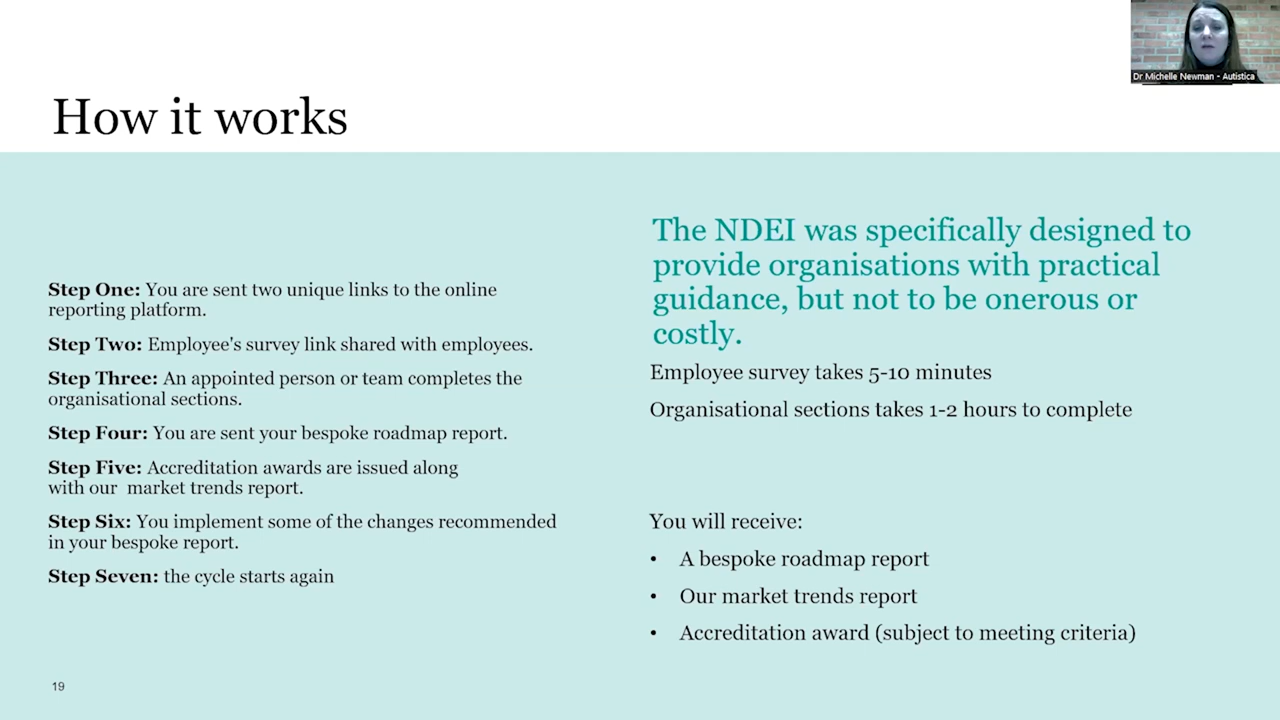 Dr Michelle Newman - Autistica
How it works
Step One: You are sent two unique links to the online
reporting platform.
Step Two: Employee's survey link shared with employees.
Step Three: An appointed person or team completes the
organisational sections.
Step Four: You are sent your bespoke roadmap report.
Step Five: Accreditation awards are issued along
with our  market trends report.
Step Six: You implement some of the changes recommended
in your bespoke report.
Step Seven: the cycle starts again
The NDEI was specifically designed to
provide organisations with practical
guidance, but not to be onerous or
costly.
Employee survey takes 5-10 minutes
Organisational sections takes 1-2 hours to complete
You will receive:
• A bespoke roadmap report
• Our market trends report
• Accreditation award (subject to meeting criteria)
19